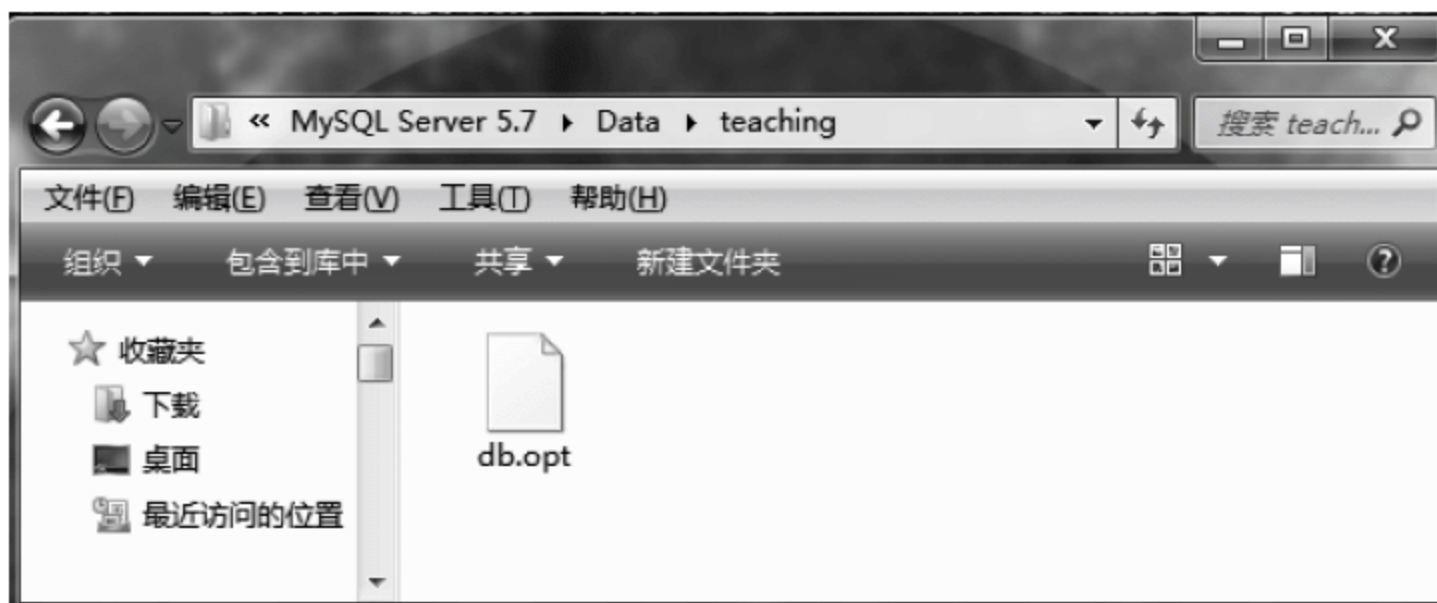 « MySQL Server 5.7 ▸ Data ▸ teaching 搜索 teach...
文件(F) 编辑(E) 查看(V) 工具(T) 帮助(H)
组织 包含到库中 共享 新建文件夹
收藏夹
下载
桌面
最近访问的位置
db.opt